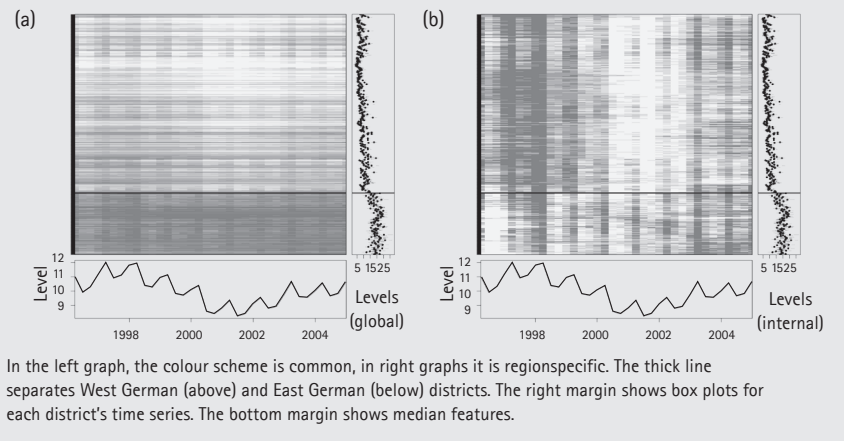 (a)
(b)
12
11
10
9
Level
1998
2000
2002
2004
5 1525
Levels
(global)
12
11
10
9
Level
1998
2000
2002
2004
5 1525
Levels
(internal)
In the left graph, the colour scheme is common, in right graphs it is regionspecific. The thick line
separates West German (above) and East German (below) districts. The right margin shows box plots for
each district's time series. The bottom margin shows median features.